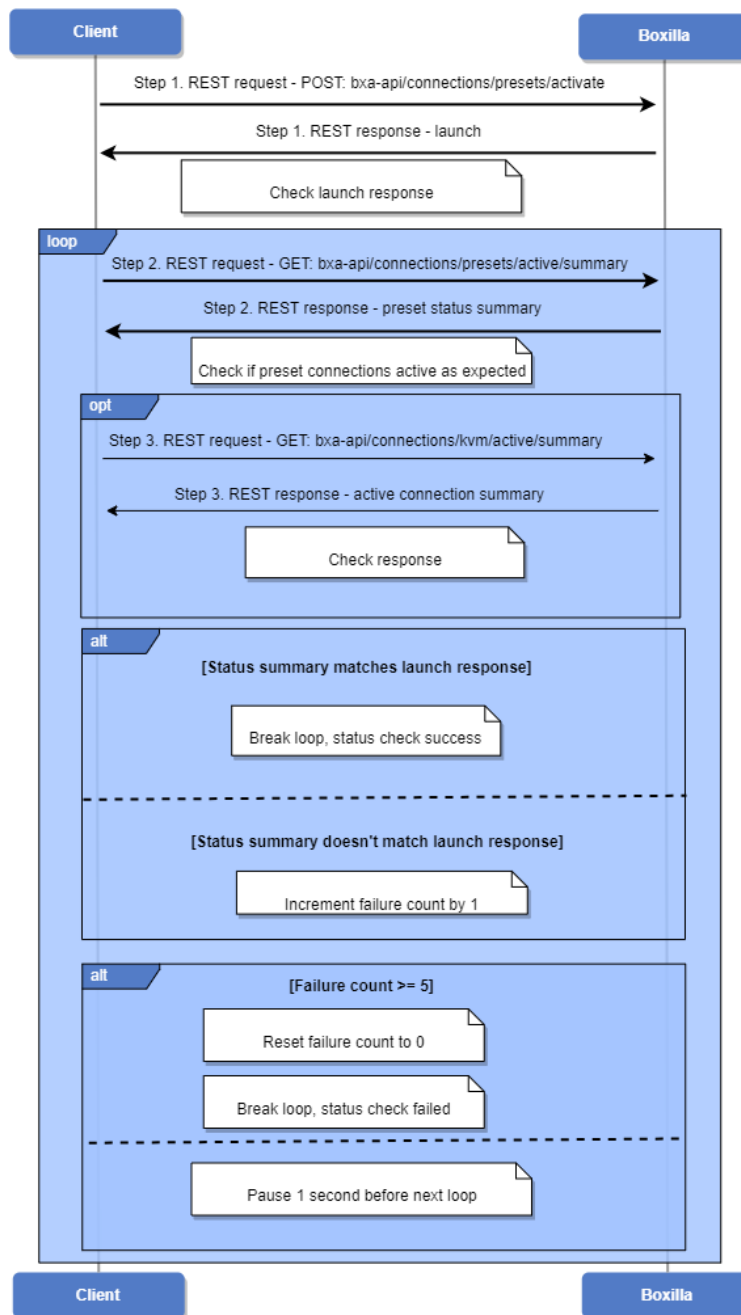 Client
Boxilla
Step 1. REST request - POST: bxa-api/connections/presets/activate
Step 1. REST response - launch
Check launch response
loop
Step 2. REST request - GET: bxa-api/connections/presets/active/summary
Step 2. REST response - preset status summary
Check if preset connections active as expected
opt
Step 3. REST request - GET: bxa-api/connections/kvm/active/summary
Step 3. REST response - active connection summary
Check response
alt
[Status summary matches launch response]
Break loop, status check success
[Status summary doesn't match launch response]
Increment failure count by 1
alt
[Failure count >= 5]
Reset failure count to 0
Break loop, status check failed
Pause 1 second before next loop
Client
Boxilla